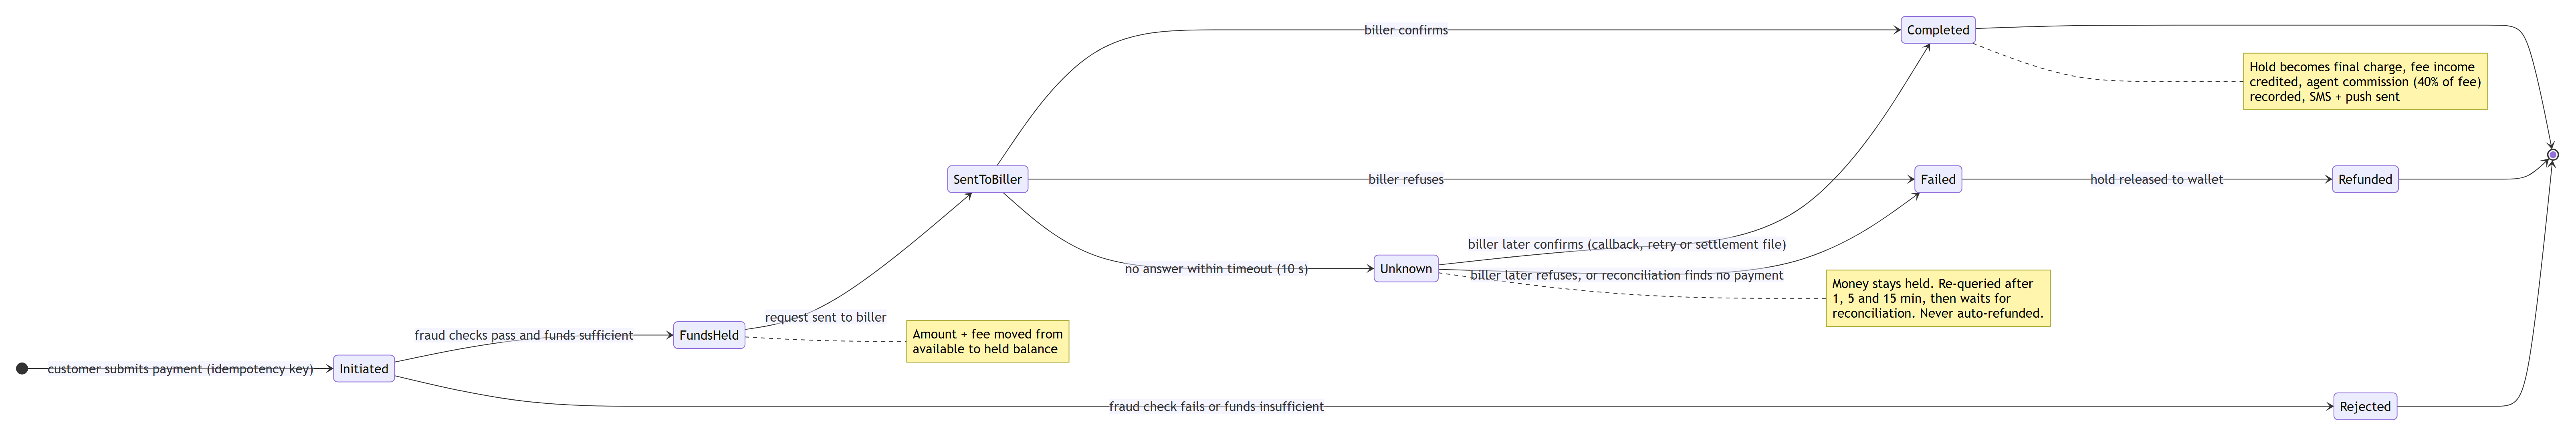 biller confirms
Completed
Hold becomes final charge, fee income
credited, agent commission (40% of fee)
recorded, SMS + push sent
SentToBiller
biller refuses
Failed
hold released to wallet
Refunded
biller later confirms (callback, retry or settlement file)
no answer within timeout (10 s)
Unknown
biller later refuses, or reconciliation finds no payment
Money stays held. Re-queried after
1, 5 and 15 min, then waits for
reconciliation. Never auto-refunded.
request sent to biller
fraud checks pass and funds sufficient
FundsHeld
Amount + fee moved from
available to held balance
customer submits payment (idempotency key)
Initiated
fraud check fails or funds insufficient
Rejected